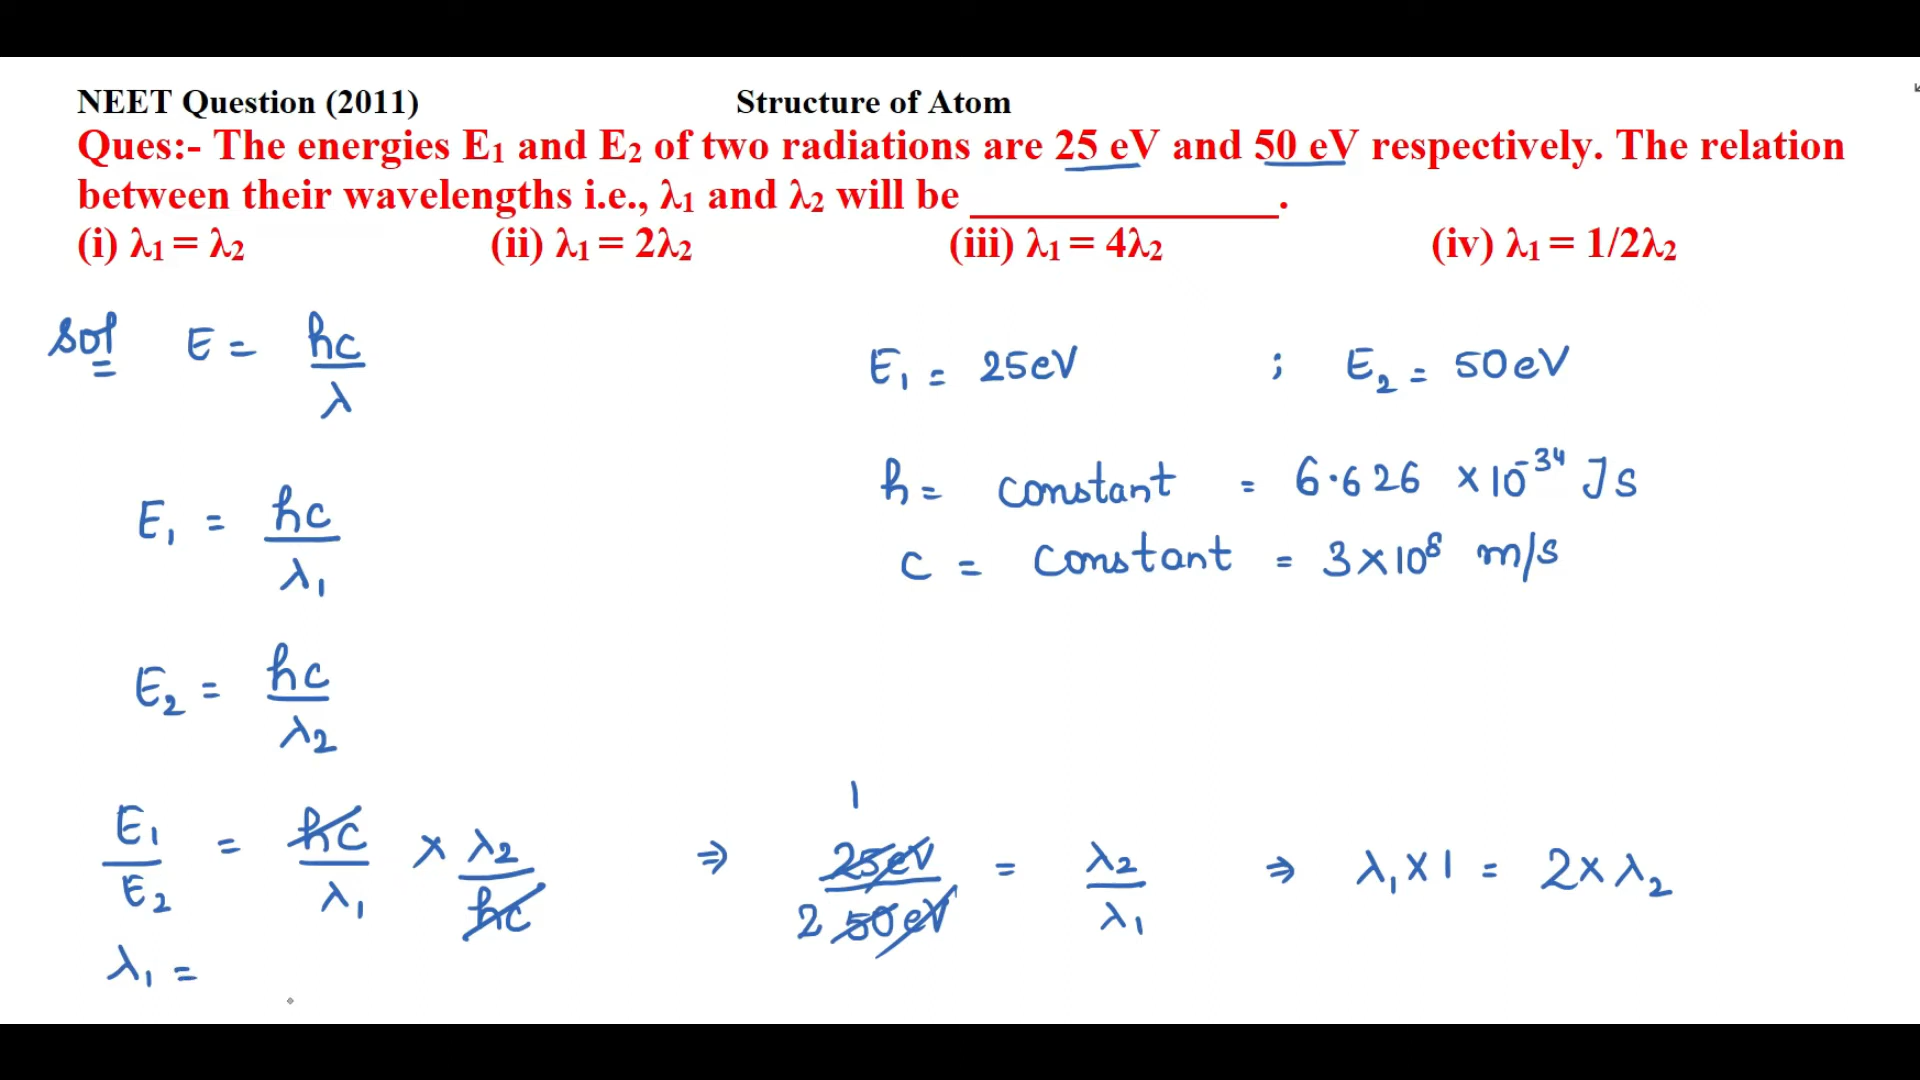 NEET Question (2011) Structure of Atom
Ques:- The energies E₁ and E₂ of two radiations are 25 eV and 50 eV respectively. The relation
between their wavelengths i.e., λ₁ and λ₂ will be ______________.
(i) λ₁ = λ₂ (ii) λ₁ = 2λ₂ (iii) λ₁ = 4λ₂ (iv) λ₁ = 1/2λ₂
Sol E = hc/λ
E₁ = 25eV ; E₂ = 50eV
h = constant = 6.626 × 10⁻³⁴ Js
c = constant = 3×10⁸ m/s
E₁ = hc/λ₁
E₂ = hc/λ₂
E₁/E₂ = hc/λ₁ × λ₂/hc ⇒ 1 25eV/2 50eV 1 = λ₂/λ₁ ⇒ λ₁×1 = 2×λ₂
λ₁ =